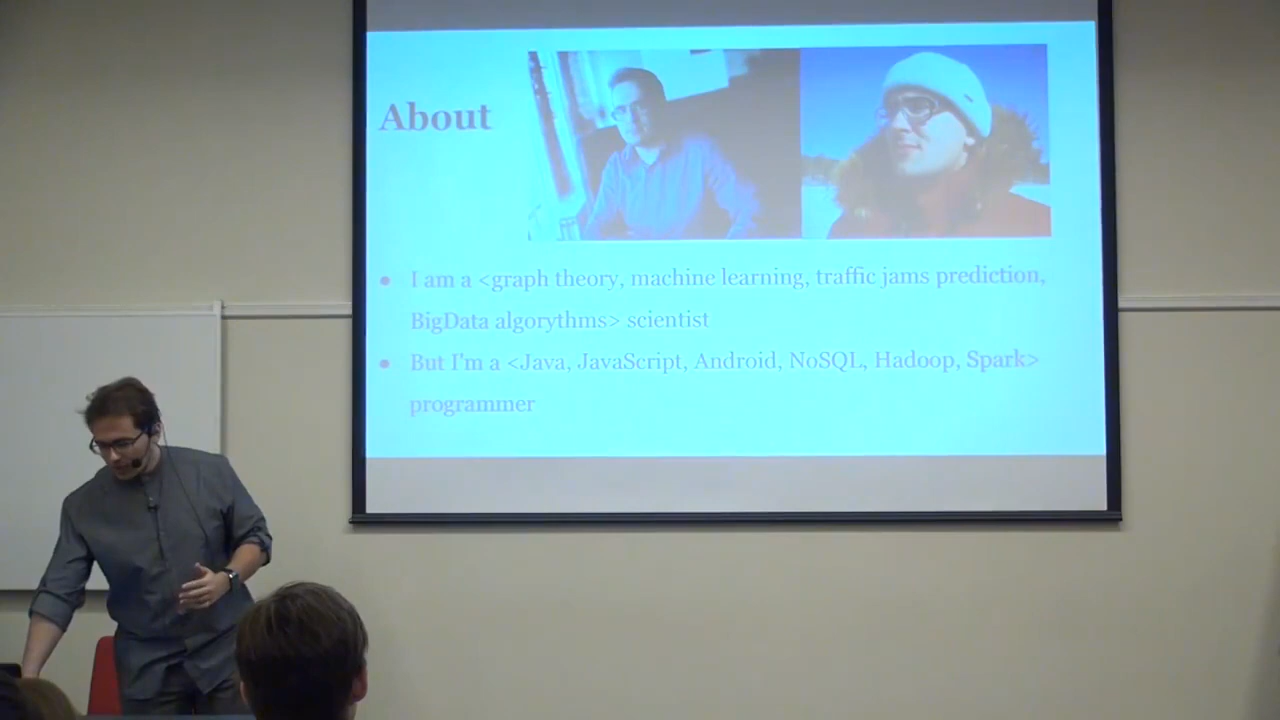 About
I am a <graph theory, machine learning, traffic jams prediction,
BigData algorythms> scientist
But I'm a <Java, JavaScript, Android, NoSQL, Hadoop, Spark>
programmer